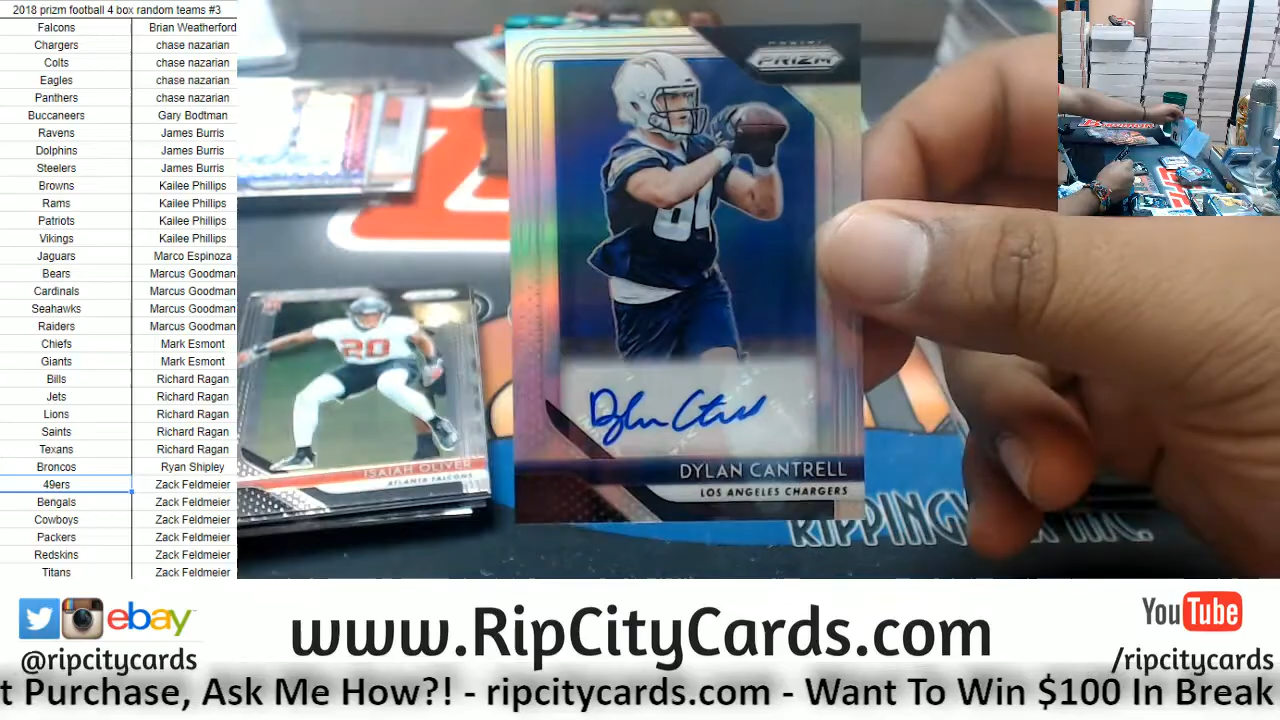 2018 prizm football 4 box random teams #3
Falcons Brian Weatherford
Chargers chase nazarian
Colts chase nazarian
Eagles chase nazarian
Panthers chase nazarian
Buccaneers Gary Bodtman
Ravens James Burris
Dolphins James Burris
Steelers James Burris
Browns Kailee Phillips
Rams Kailee Phillips
Patriots Kailee Phillips
Vikings Kailee Phillips
Jaguars Marco Espinoza
Bears Marcus Goodman
Cardinals Marcus Goodman
Seahawks Marcus Goodman
Raiders Marcus Goodman
Chiefs Mark Esmont
Giants Mark Esmont
Bills Richard Ragan
Jets Richard Ragan
Lions Richard Ragan
Saints Richard Ragan
Texans Richard Ragan
Broncos Ryan Shipley
49ers Zack Feldmeier
Bengals Zack Feldmeier
Cowboys Zack Feldmeier
Packers Zack Feldmeier
Redskins Zack Feldmeier
Titans Zack Feldmeier
PANINI
PRIZM
81
Dylan Cantrell
DYLAN CANTRELL
LOS ANGELES CHARGERS
20
ISAIAH OLIVER
ATLANTA FALCONS
RIPPING
INC.
ebay
@ripcitycards
www.RipCityCards.com
YouTube
/ripcitycards
t Purchase, Ask Me How?! - ripcitycards.com - Want To Win $100 In Break